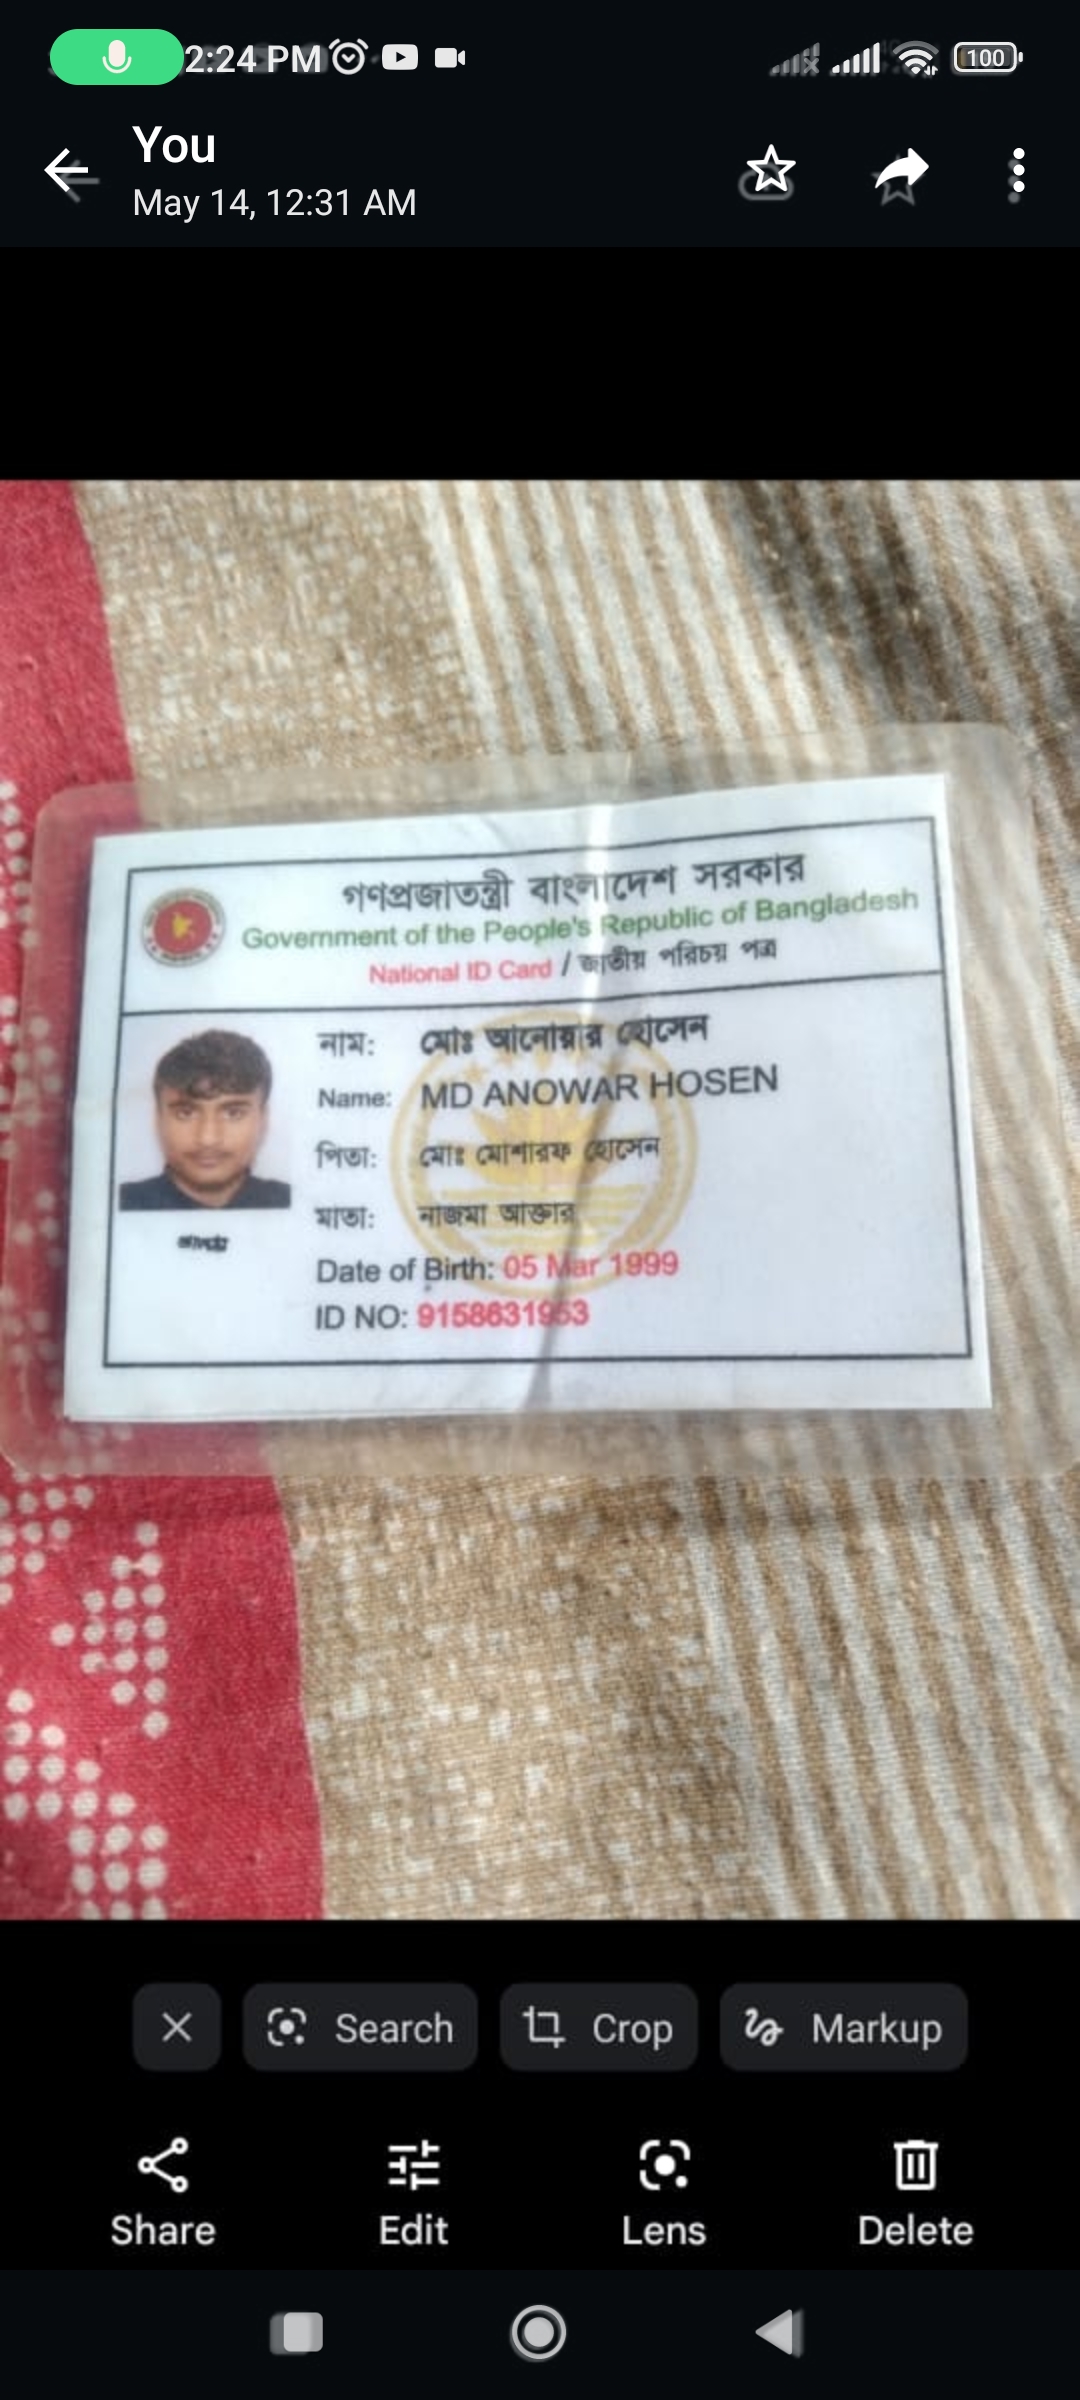 2:24 PM
100
You
May 14, 12:31 AM
গণপ্রজাতন্ত্রী বাংলাদেশ সরকার
Government of the People's Republic of Bangladesh
National ID Card / জাতীয় পরিচয় পত্র
নাম: মোঃ আনোয়ার হোসেন
Name: MD ANOWAR HOSEN
পিতা: মোঃ মোশারফ হোসেন
মাতা: নাজমা আক্তার
Date of Birth: 05 Mar 1999
ID NO: 9158631953
Search Crop Markup
Share Edit Lens Delete